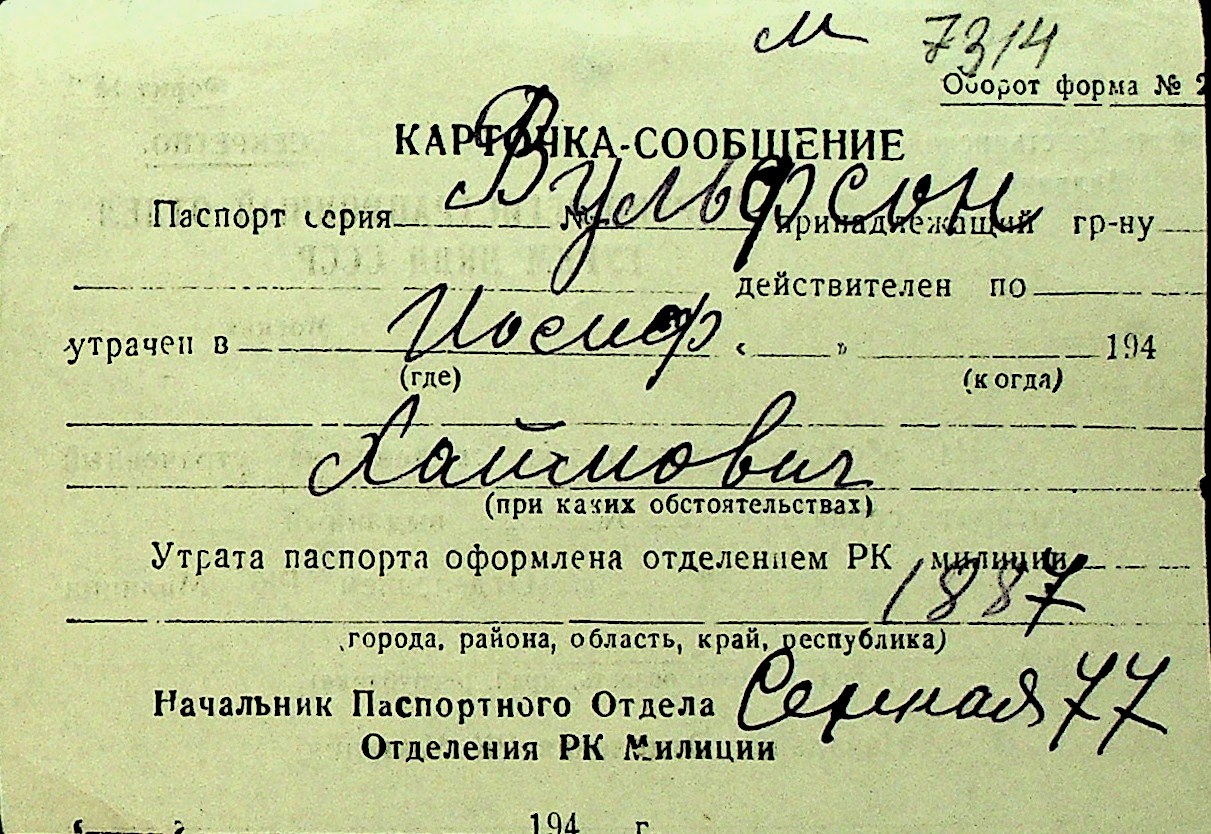 м 7314
Оборот форма № 2
КАРТОЧКА-СООБЩЕНИЕ
Вульфсон
Паспорт серия № принадлежащий гр-ну
действителен по
Иосиф
утрачен в „ " 194
(где) (когда)
Хаймович
(при каких обстоятельствах)
Утрата паспорта оформлена отделением РК милиции
1887
города, района, область, край, республика)
Начальник Паспортного Отдела
Отделения РК Милиции
77
194 г.